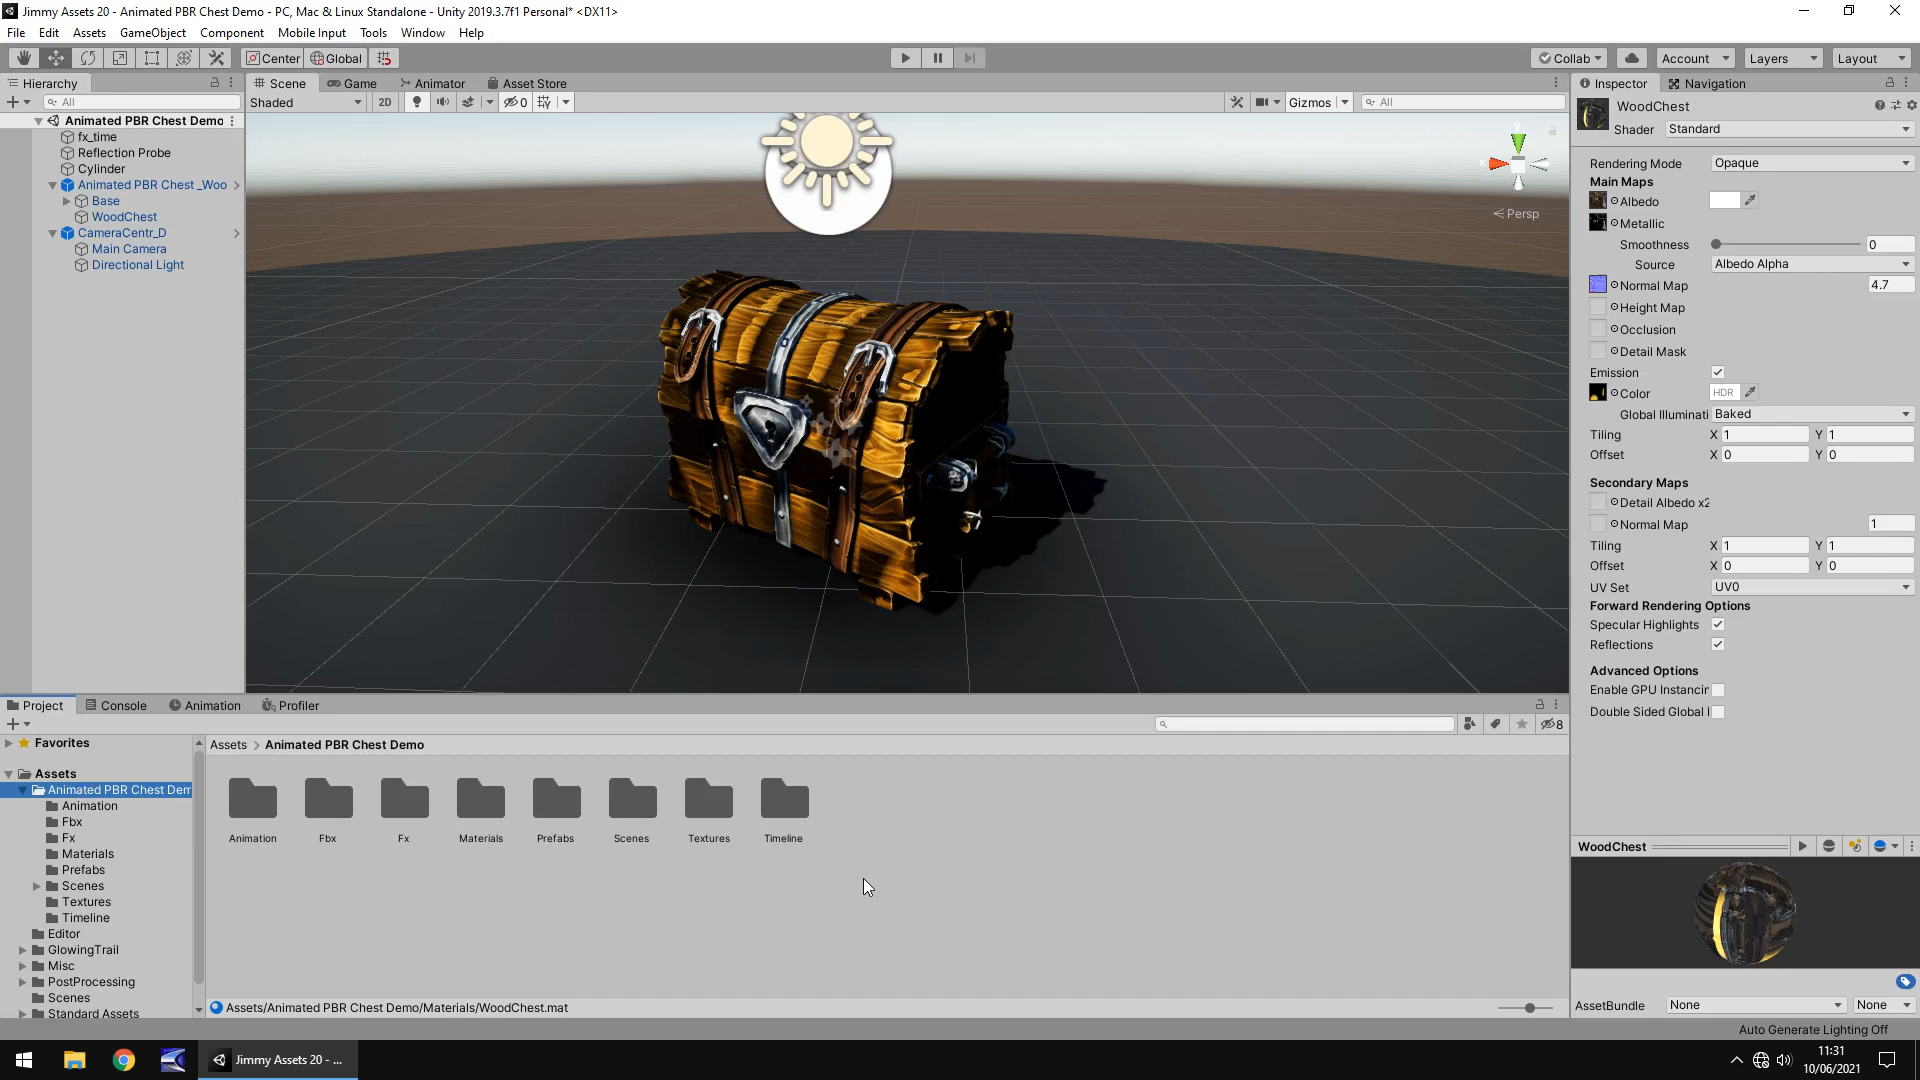 Jimmy Assets 20 - Animated PBR Chest Demo - PC, Mac & Linux Standalone - Unity 2019.3.7f1 Personal* <DX11>
File Edit Assets GameObject Component Mobile Input Tools Window Help
Center Global Collab Account Layers Layout
Hierarchy Scene Game Animator Asset Store Inspector Navigation
All Shaded 2D 0 Gizmos All WoodChest
Shader Standard
Animated PBR Chest Demo
fx_time
Reflection Probe
Cylinder
Animated PBR Chest _Woo
Base
WoodChest
CameraCentr_D
Main Camera
Directional Light
y
x
Persp
Rendering Mode Opaque
Main Maps
Albedo
Metallic
Smoothness 0
Source Albedo Alpha
Normal Map 4.7
Height Map
Occlusion
Detail Mask
Emission
Color HDR
Global Illuminati Baked
Tiling X 1 Y 1
Offset X 0 Y 0
Secondary Maps
Detail Albedo x2
Normal Map 1
Tiling X 1 Y 1
Offset X 0 Y 0
UV Set UV0
Forward Rendering Options
Specular Highlights
Reflections
Advanced Options
Enable GPU Instancin
Double Sided Global I
Project Console Animation Profiler
8
Favorites
Assets
Animated PBR Chest Dem
Animation
Fbx
Fx
Materials
Prefabs
Scenes
Textures
Timeline
Editor
GlowingTrail
Misc
PostProcessing
Scenes
Standard Assets
Assets > Animated PBR Chest Demo
Animation Fbx Fx Materials Prefabs Scenes Textures Timeline
Assets/Animated PBR Chest Demo/Materials/WoodChest.mat
WoodChest
AssetBundle None None
Auto Generate Lighting Off
Jimmy Assets 20 - ...
11:31
10/06/2021